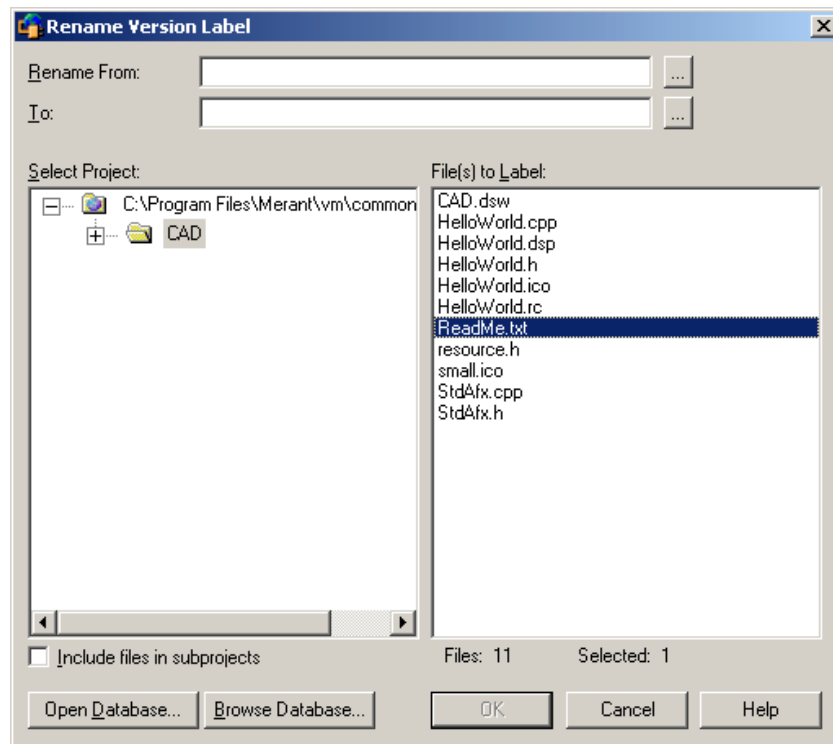 Rename Version Label
Rename From:
...
To:
...
Select Project:
C:\Program Files\Merant\vm\common
CAD
Include files in subprojects
File(s) to Label:
CAD.dsw
HelloWorld.cpp
HelloWorld.dsp
HelloWorld.h
HelloWorld.ico
HelloWorld.rc
ReadMe.txt
resource.h
small.ico
StdAfx.cpp
StdAfx.h
Files: 11 Selected: 1
Open Database... Browse Database... OK Cancel Help